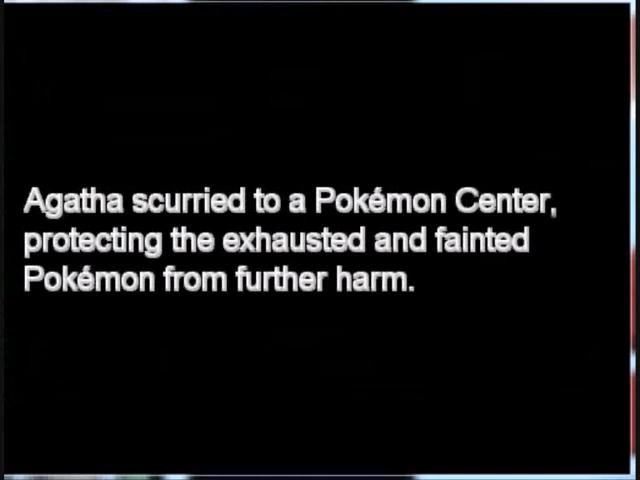 Agatha scurried to a Pokémon Center,
protecting the exhausted and fainted
Pokémon from further harm.